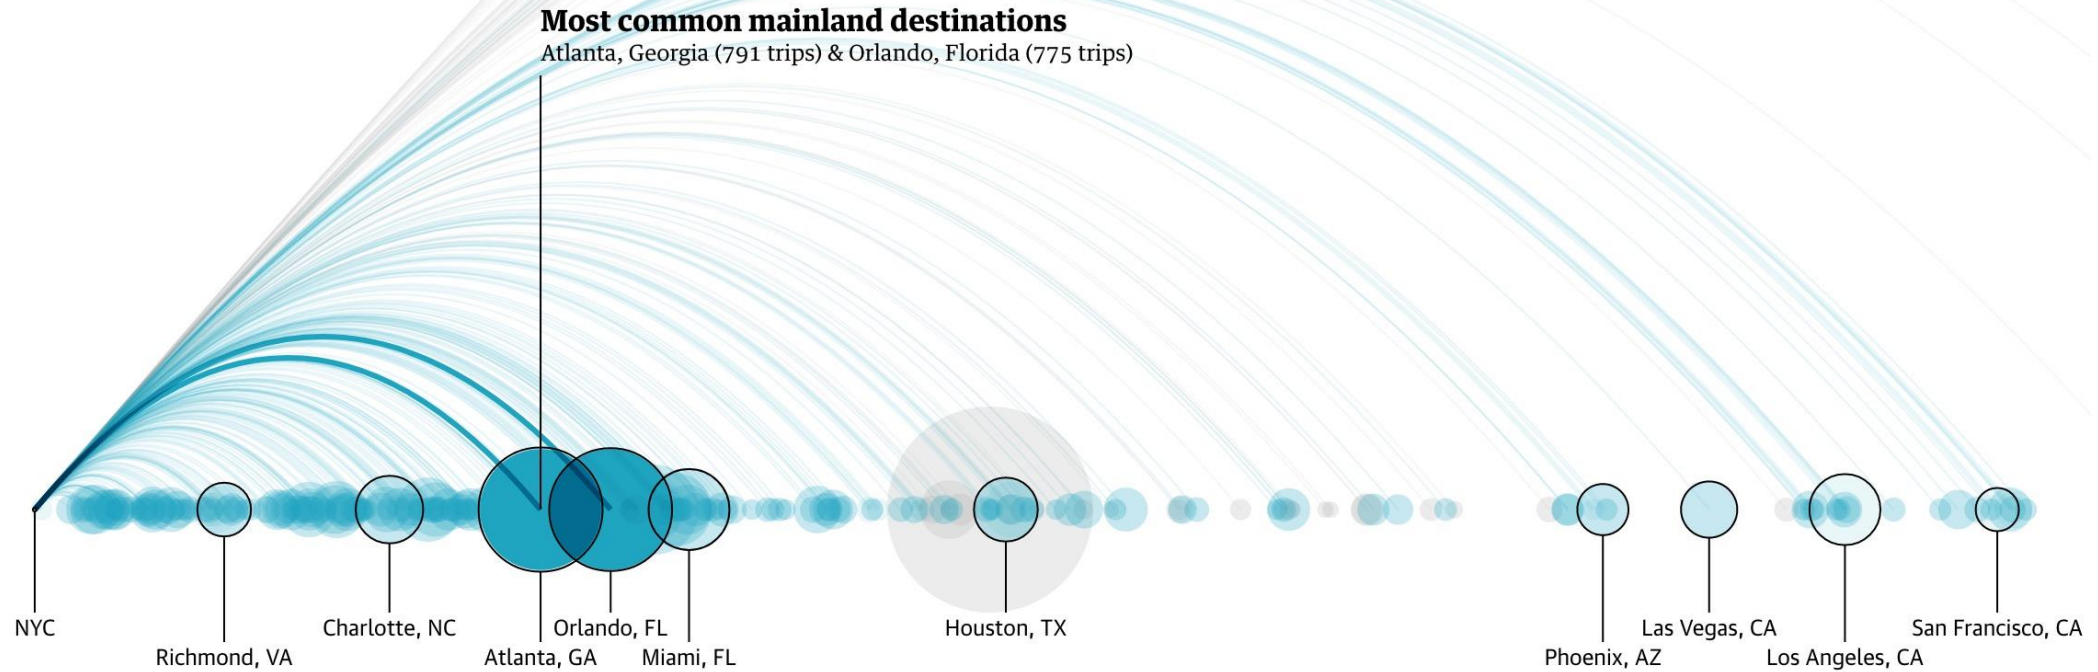 Most common mainland destinations
Atlanta, Georgia (791 trips) & Orlando, Florida (775 trips)
NYC
Richmond, VA
Charlotte, NC
Atlanta, GA
Orlando, FL
Miami, FL
Houston, TX
Phoenix, AZ
Las Vegas, CA
Los Angeles, CA
San Francisco, CA